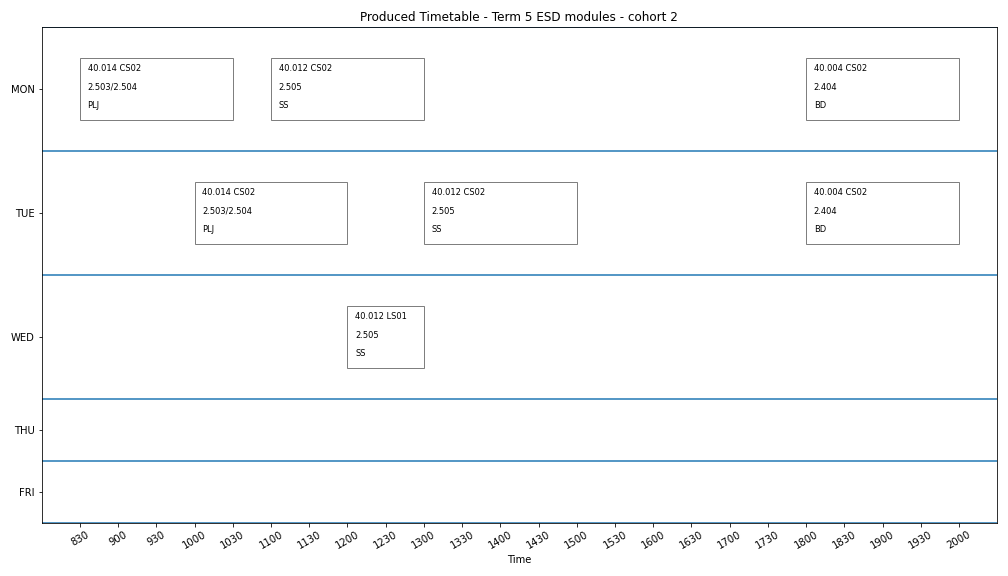 Produced Timetable - Term 5 ESD modules - cohort 2
MON
40.014 CS02
2.503/2.504
PLJ
40.012 CS02
2.505
SS
40.004 CS02
2.404
BD
TUE
40.014 CS02
2.503/2.504
PLJ
40.012 CS02
2.505
SS
40.004 CS02
2.404
BD
WED
40.012 LS01
2.505
SS
THU
FRI
830 900 930 1000 1030 1100 1130 1200 1230 1300 1330 1400 1430 1500 1600 1630 1700 1730 1800 1830 1900 1930 2000
Time